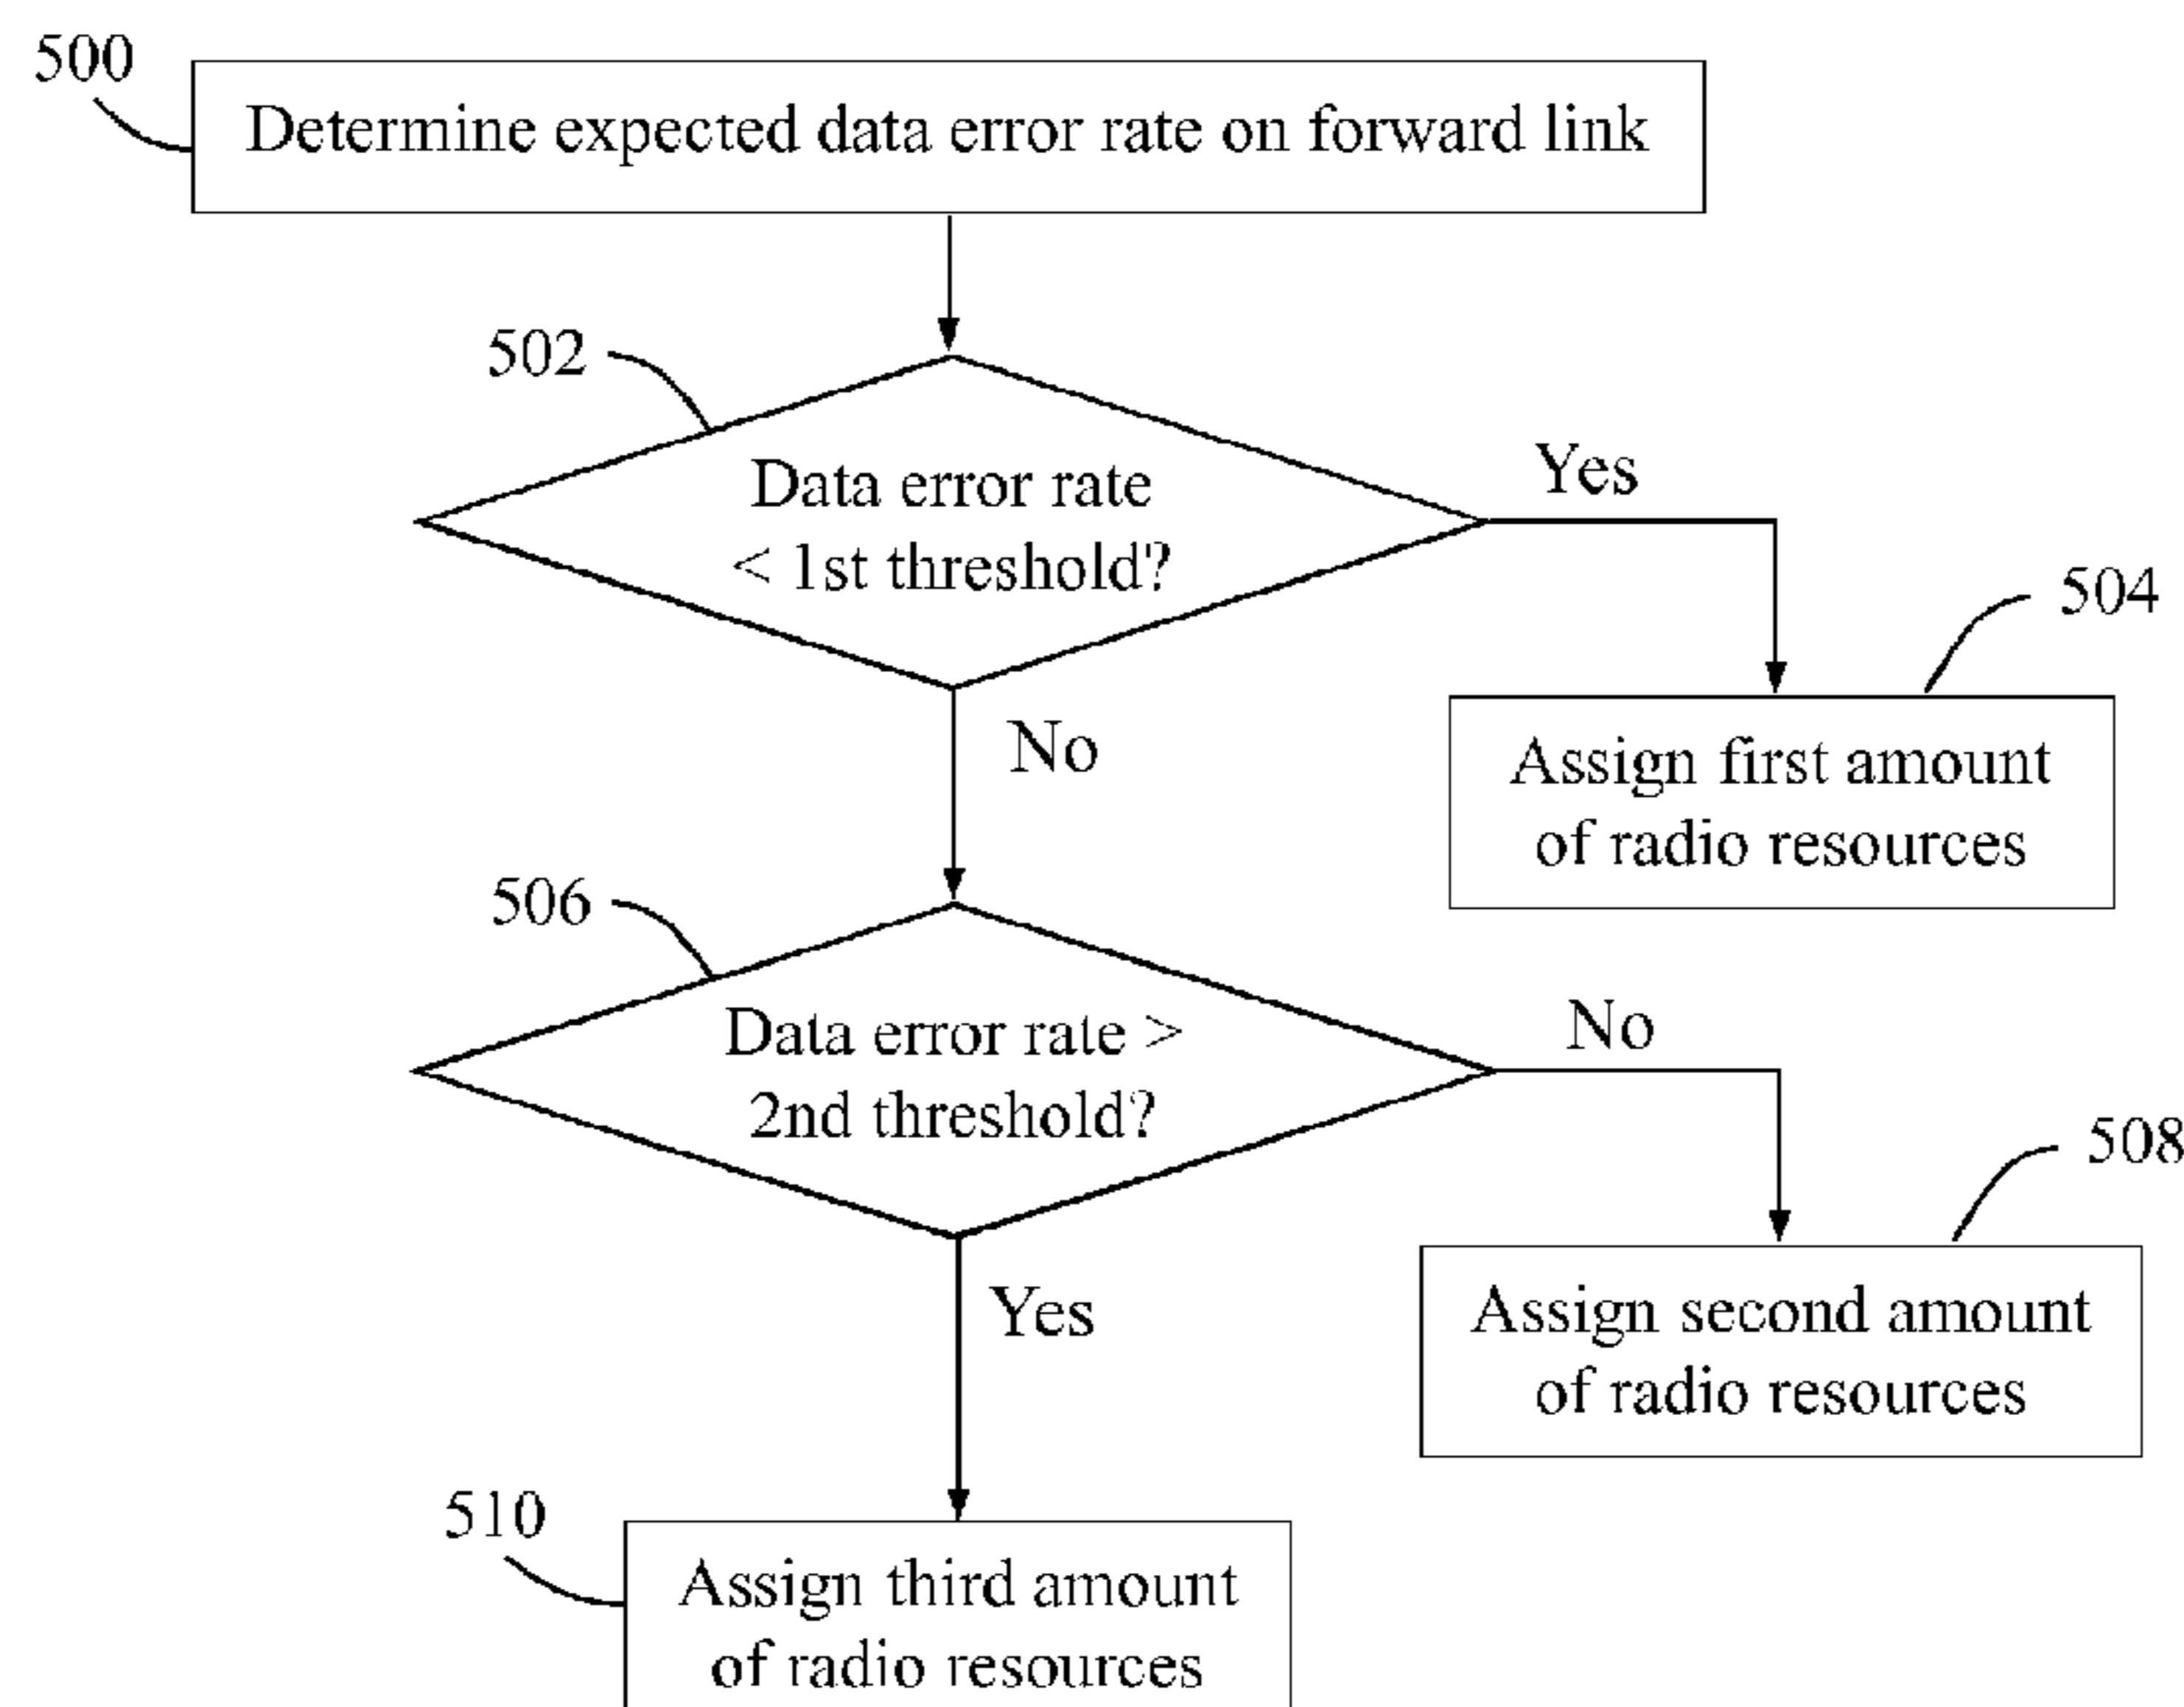 500
Determine expected data error rate on forward link
502
Data error rate
< 1st threshold?
Yes
504
No
Assign first amount
of radio resources
506
Data error rate >
2nd threshold?
No
508
Yes
Assign second amount
of radio resources
510
Assign third amount
of radio resources